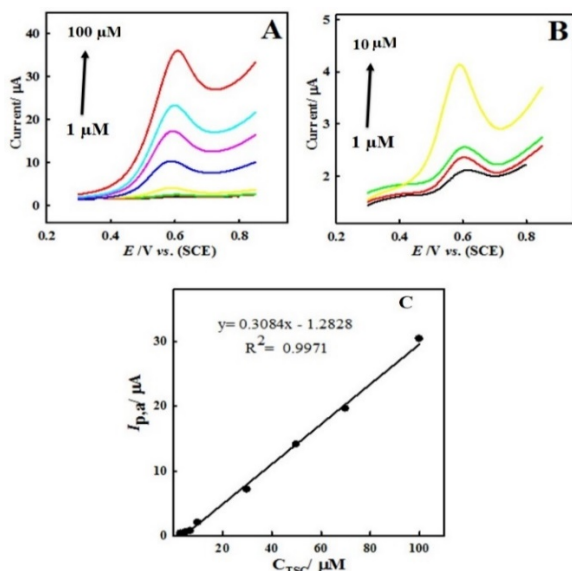 100 µM
A
1 µM
Current/ µA
40
30
20
10
0
0.2
0.4
0.6
0.8
E /V vs. (SCE)
10 µM
B
1 µM
Current/ µA
5
4
3
2
0.2
0.4
0.6
0.8
E /V vs. (SCE)
C
y= 0.3084x - 1.2828
R2= 0.9971
Ip,a/ µA
30
20
10
0
20
40
60
80
100
CTSC/ µM